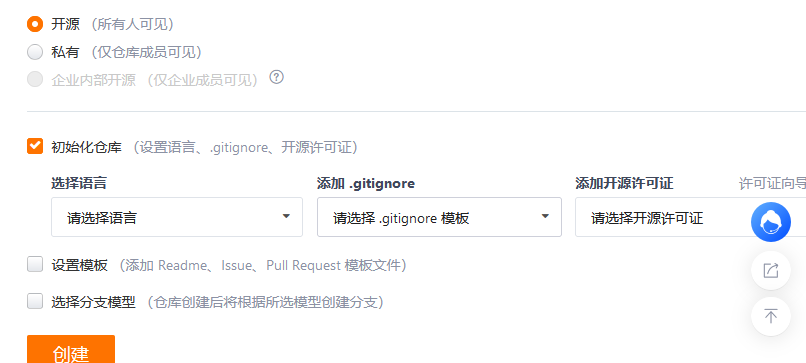 开源 （所有人可见）
私有 （仅仓库成员可见）
企业内部开源 （仅企业成员可见） ?
初始化仓库 （设置语言、.gitignore、开源许可证）
选择语言 添加 .gitignore 添加开源许可证 许可证向导
请选择语言 请选择 .gitignore 模板 请选择开源许可证
设置模板 （添加 Readme、Issue、Pull Request 模板文件）
选择分支模型 （仓库创建后将根据所选模型创建分支）
创建